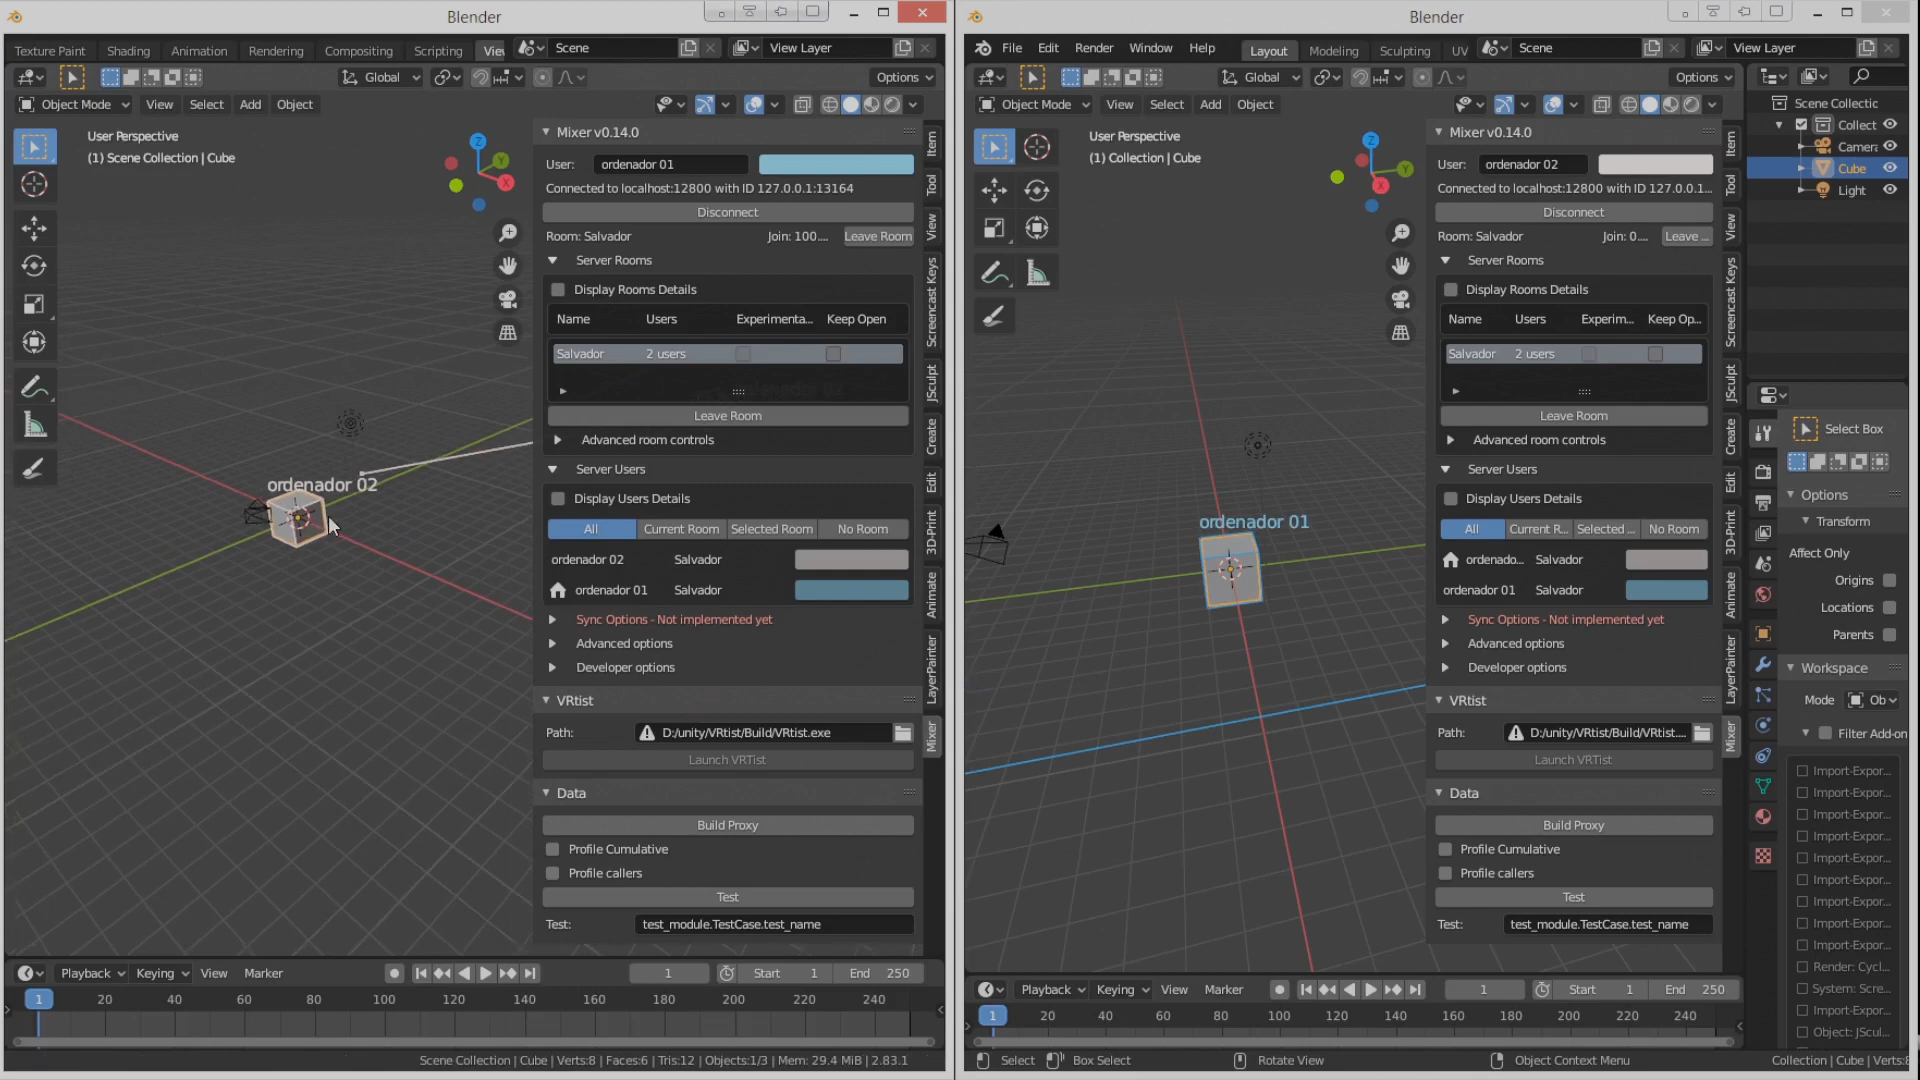 Blender
Texture Paint Shading Animation Rendering Compositing Scripting Viev Scene View Layer
Global Options
Object Mode View Select Add Object
User Perspective
(1) Scene Collection | Cube
Z Y X
ordenador 02
Mixer v0.14.0
User: ordenador 01
Connected to localhost:12800 with ID 127.0.0.1:13164
Disconnect
Room: Salvador Join: 100.... Leave Room
Server Rooms
Display Rooms Details
Name Users Experimenta... Keep Open
Salvador 2 users
Leave Room
Advanced room controls
Server Users
Display Users Details
All Current Room Selected Room No Room
ordenador 02 Salvador
ordenador 01 Salvador
Sync Options - Not implemented yet
Advanced options
Developer options
VRtist
Path: D:/unity/VRtist/Build/VRtist.exe
Launch VRTist
Data
Build Proxy
Profile Cumulative
Profile callers
Test
Test: test_module.TestCase.test_name
Item
Tool
View
Screencast Keys
JSculpt
Create
Edit
3D-Print
Animate
LayerPainter
Mixer
Playback Keying View Marker 1 Start 1 End 250
1 20 40 60 80 100 120 140 160 180 200 220 240
Scene Collection | Cube | Verts:8 | Faces:6 | Tris:12 | Objects:1/3 | Mem: 29.4 MiB | 2.83.1
Blender
File Edit Render Window Help Layout Modeling Sculpting UV Scene View Layer
Global Options
Object Mode View Select Add Object
User Perspective
(1) Collection | Cube
Z Y X
ordenador 01
Mixer v0.14.0
User: ordenador 02
Connected to localhost:12800 with ID 127.0.0.1...
Disconnect
Room: Salvador Join: 0.... Leave ...
Server Rooms
Display Rooms Details
Name Users Experim... Keep Op...
Salvador 2 users
Leave Room
Advanced room controls
Server Users
Display Users Details
All Current R... Selected ... No Room
ordenado... Salvador
ordenador 01 Salvador
Sync Options - Not implemented yet
Advanced options
Developer options
VRtist
Path: D:/unity/VRtist/Build/VRtist....
Launch VRTist
Data
Build Proxy
Profile Cumulative
Profile callers
Test
Test: test_module.TestCase.test_name
Item
Tool
View
Screencast Keys
JSculpt
Create
Edit
3D-Print
Animate
LayerPainter
Mixer
Scene Collectic
Collect
Camera
Cube
Light
Select Box
Options
Transform
Affect Only
Origins
Locations
Parents
Workspace
Mode Ob
Filter Add-on
Import-Expor...
Import-Expor...
Import-Expor...
Import-Expor...
Import-Expor...
Import-Expor...
Import-Expor...
Import-Expor...
Import-Expor...
Render: Cycl...
System: Scre...
Import-Expor...
Object: JScul...
Playback Keying View Marker 1 Start 1 End 250
1 20 40 60 80 100 120 140 160 180 200 220 240
Select Box Select Rotate View Object Context Menu Collection | Cube | Verts:8